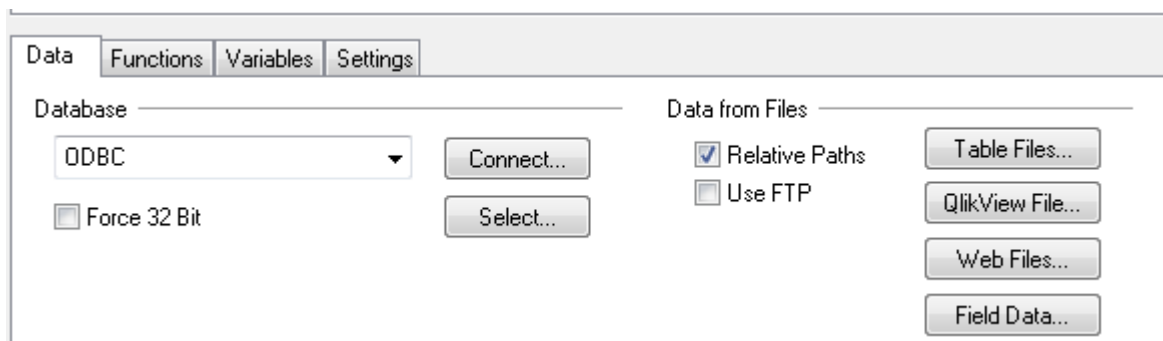 Data Functions Variables Settings
Database
ODBC
Connect...
Force 32 Bit
Select...
Data from Files
Relative Paths
Use FTP
Table Files...
QlikView File...
Web Files...
Field Data...